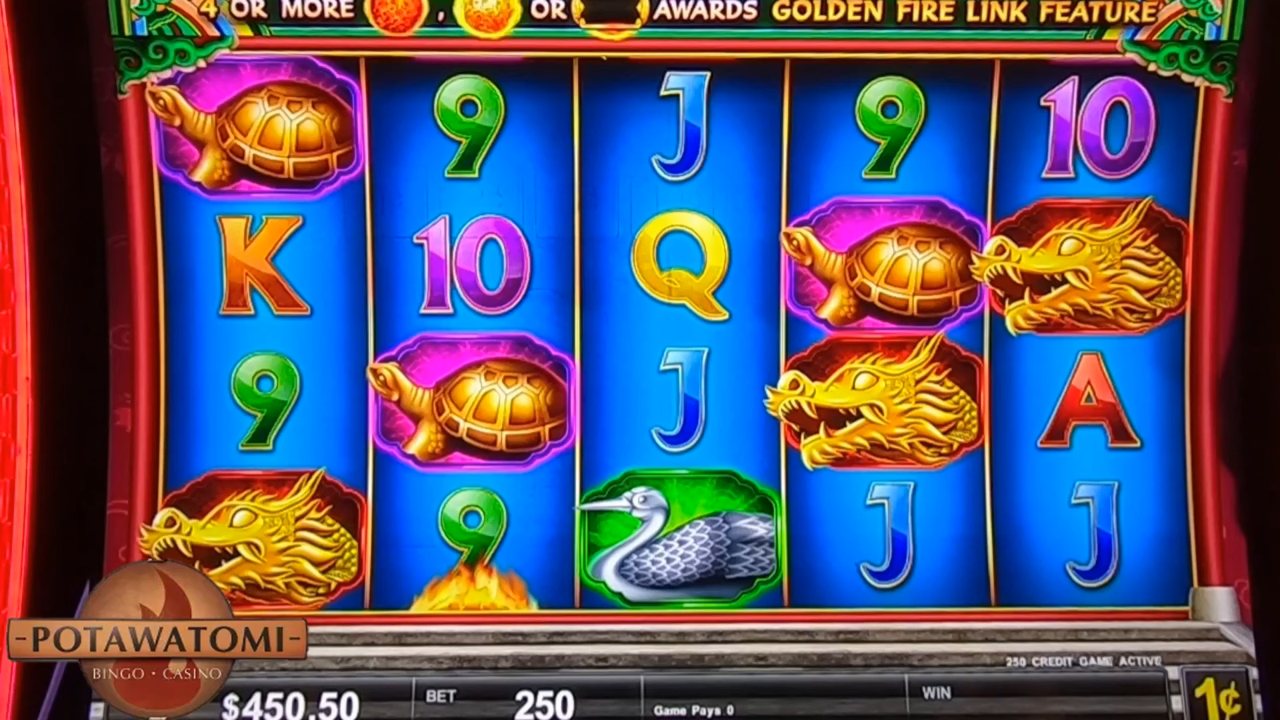 4 OR MORE , OR AWARDS GOLDEN FIRE LINK FEATURE
9 J 9 10
K 10 Q
9 J A
9 J J
-POTAWATOMI-
BINGO · CASINO
250 CREDIT GAME ACTIVE
$450.50 BET 250 Game Pays 0 WIN 1¢